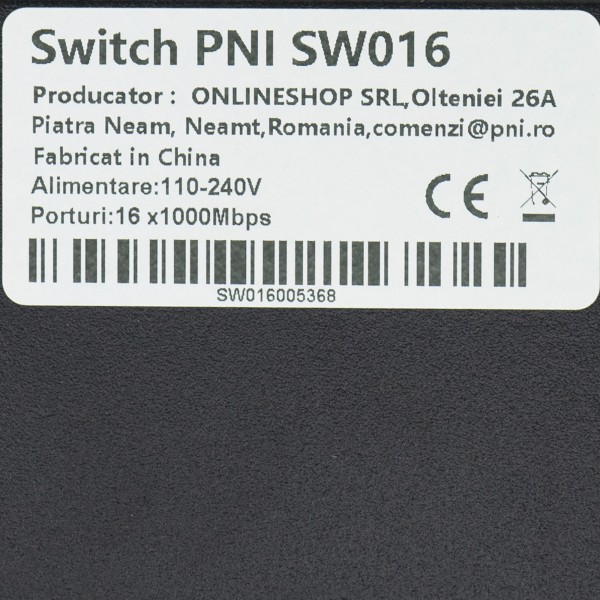 Switch PNI SW016
Producator : ONLINESHOP SRL,Olteniei 26A
Piatra Neam, Neamt,Romania,comenzi@pni.ro
Fabricat in China
Alimentare:110-240V
Porturi:16 x1000Mbps
CE
SW016005368